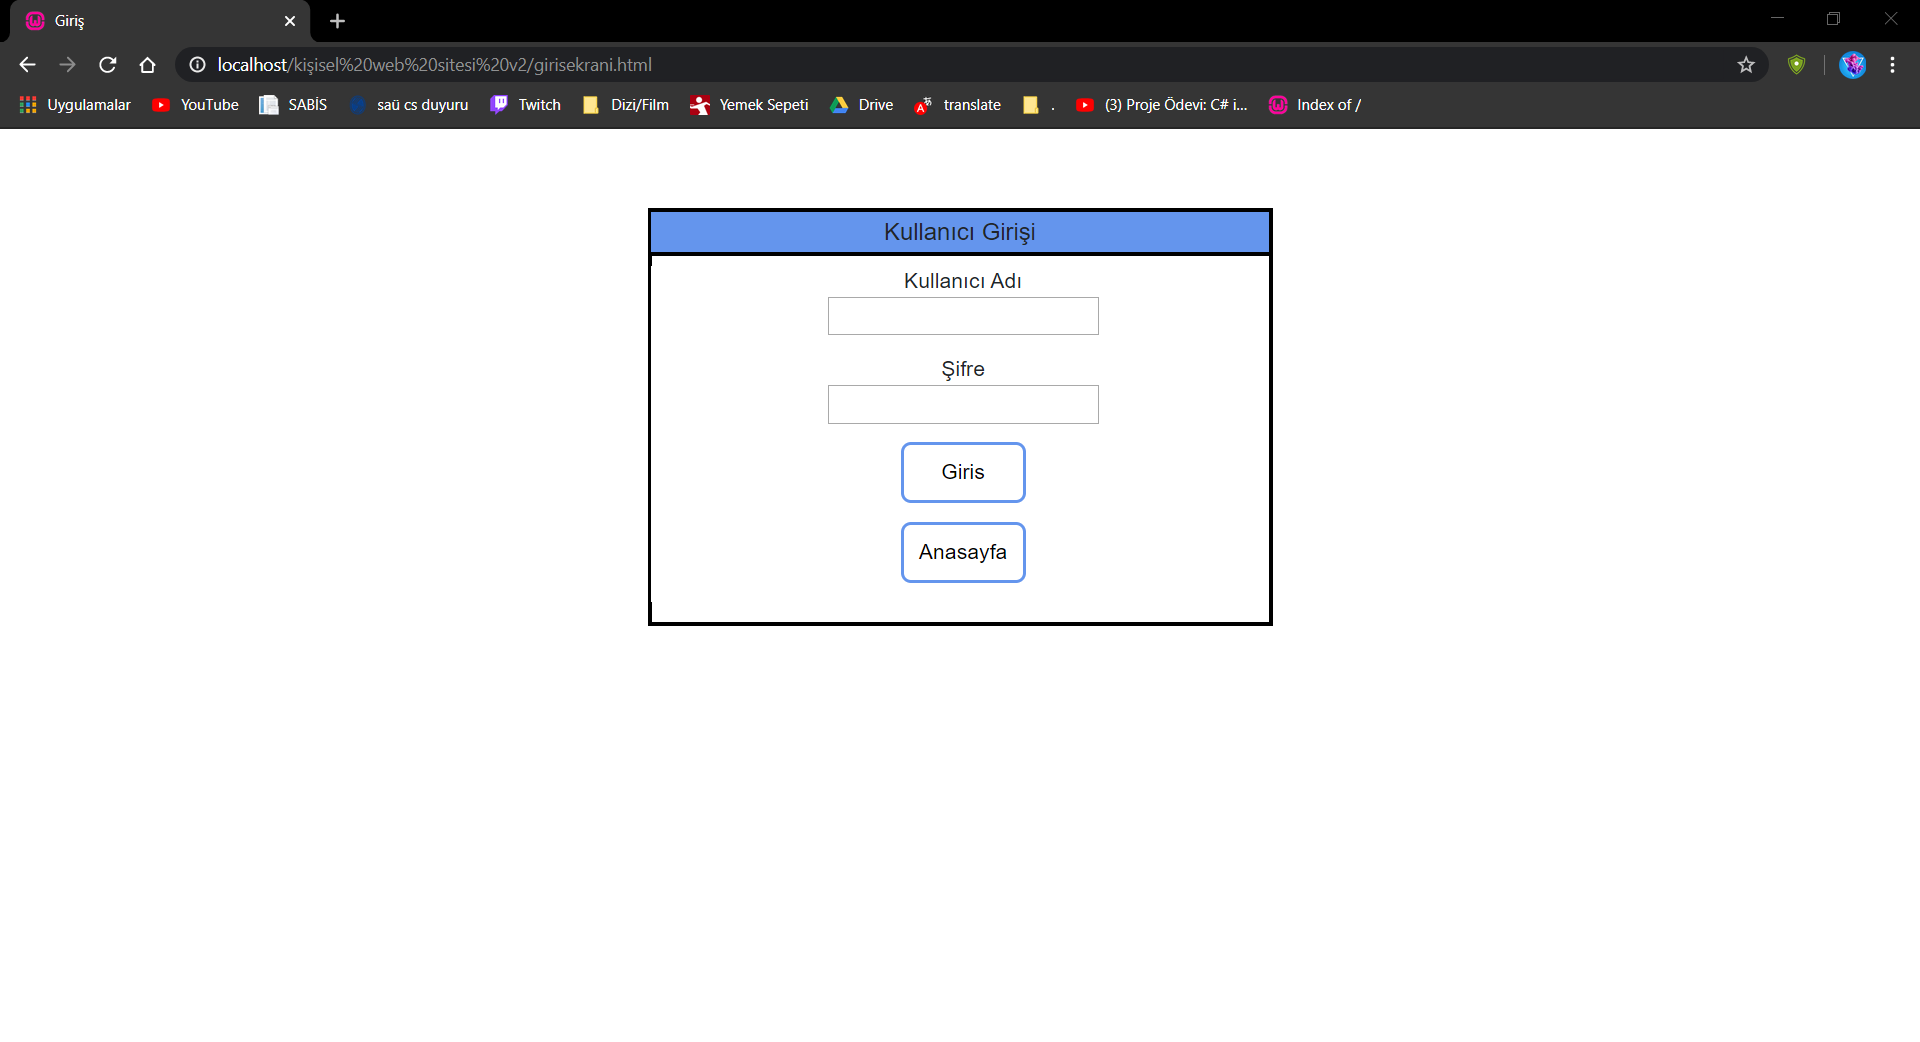 Giriş
localhost/kişisel%20web%20sitesi%20v2/girisekrani.html
Uygulamalar YouTube SABİS saü cs duyuru Twitch Dizi/Film Yemek Sepeti Drive translate . (3) Proje Ödevi: C# i... Index of /
Kullanıcı Girişi
Kullanıcı Adı
Şifre
Giris
Anasayfa